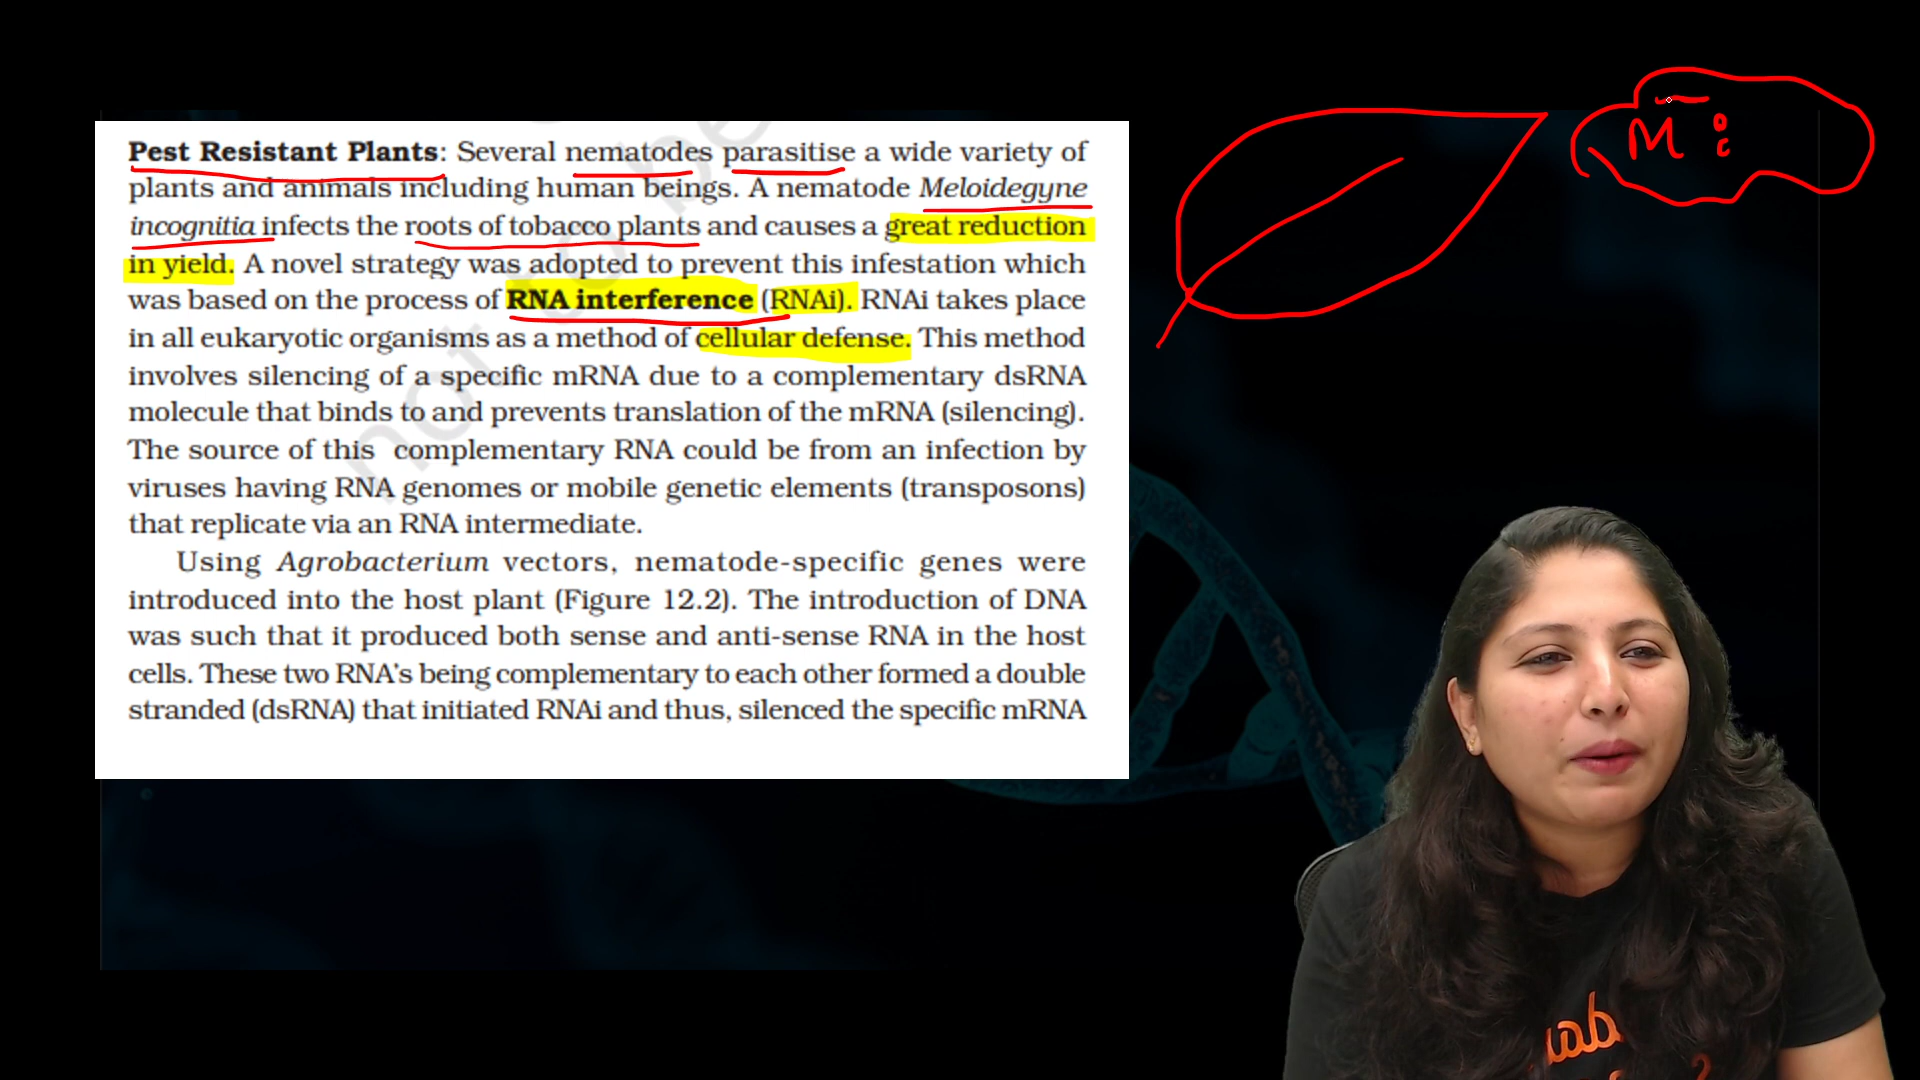 Pest Resistant Plants: Several nematodes parasitise a wide variety of
plants and animals including human beings. A nematode Meloidegyne
incognitia infects the roots of tobacco plants and causes a great reduction
in yield. A novel strategy was adopted to prevent this infestation which
was based on the process of RNA interference (RNAi). RNAi takes place
in all eukaryotic organisms as a method of cellular defense. This method
involves silencing of a specific mRNA due to a complementary dsRNA
molecule that binds to and prevents translation of the mRNA (silencing).
The source of this complementary RNA could be from an infection by
viruses having RNA genomes or mobile genetic elements (transposons)
that replicate via an RNA intermediate.
Using Agrobacterium vectors, nematode-specific genes were
introduced into the host plant (Figure 12.2). The introduction of DNA
was such that it produced both sense and anti-sense RNA in the host
cells. These two RNA's being complementary to each other formed a double
stranded (dsRNA) that initiated RNAi and thus, silenced the specific mRNA
not to be
M i